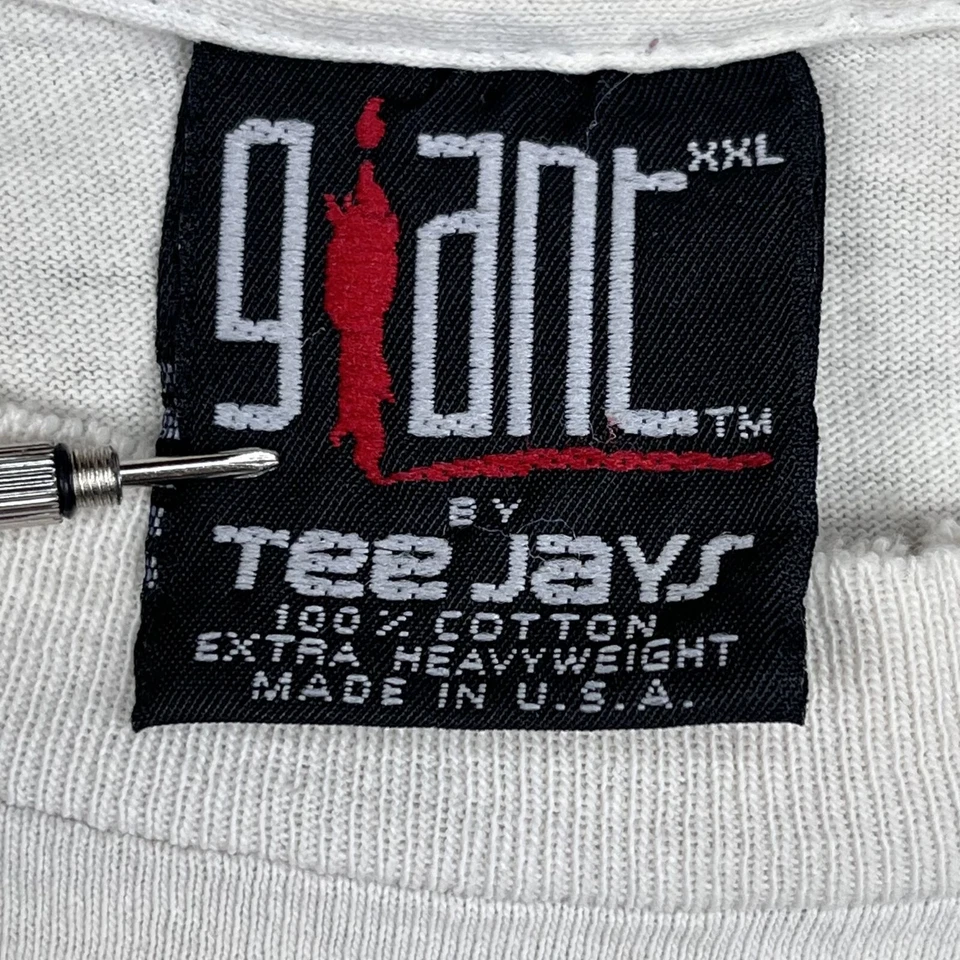 giant XXL
TM
BY
Tee Jays
100% COTTON
EXTRA HEAVYWEIGHT
MADE IN U.S.A.